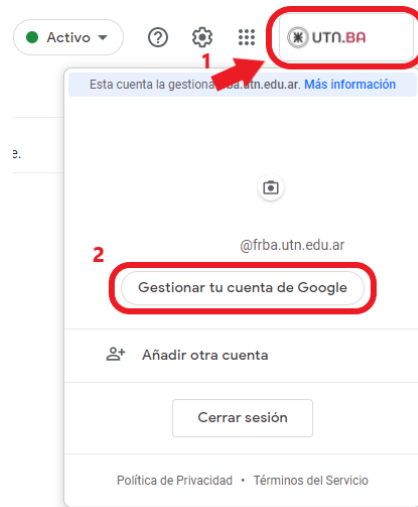 Activo
UTN.BA
1
Esta cuenta la gestiona .utn.edu.ar. Más información
e.
@frba.utn.edu.ar
2
Gestionar tu cuenta de Google
Añadir otra cuenta
Cerrar sesión
Política de Privacidad • Términos del Servicio